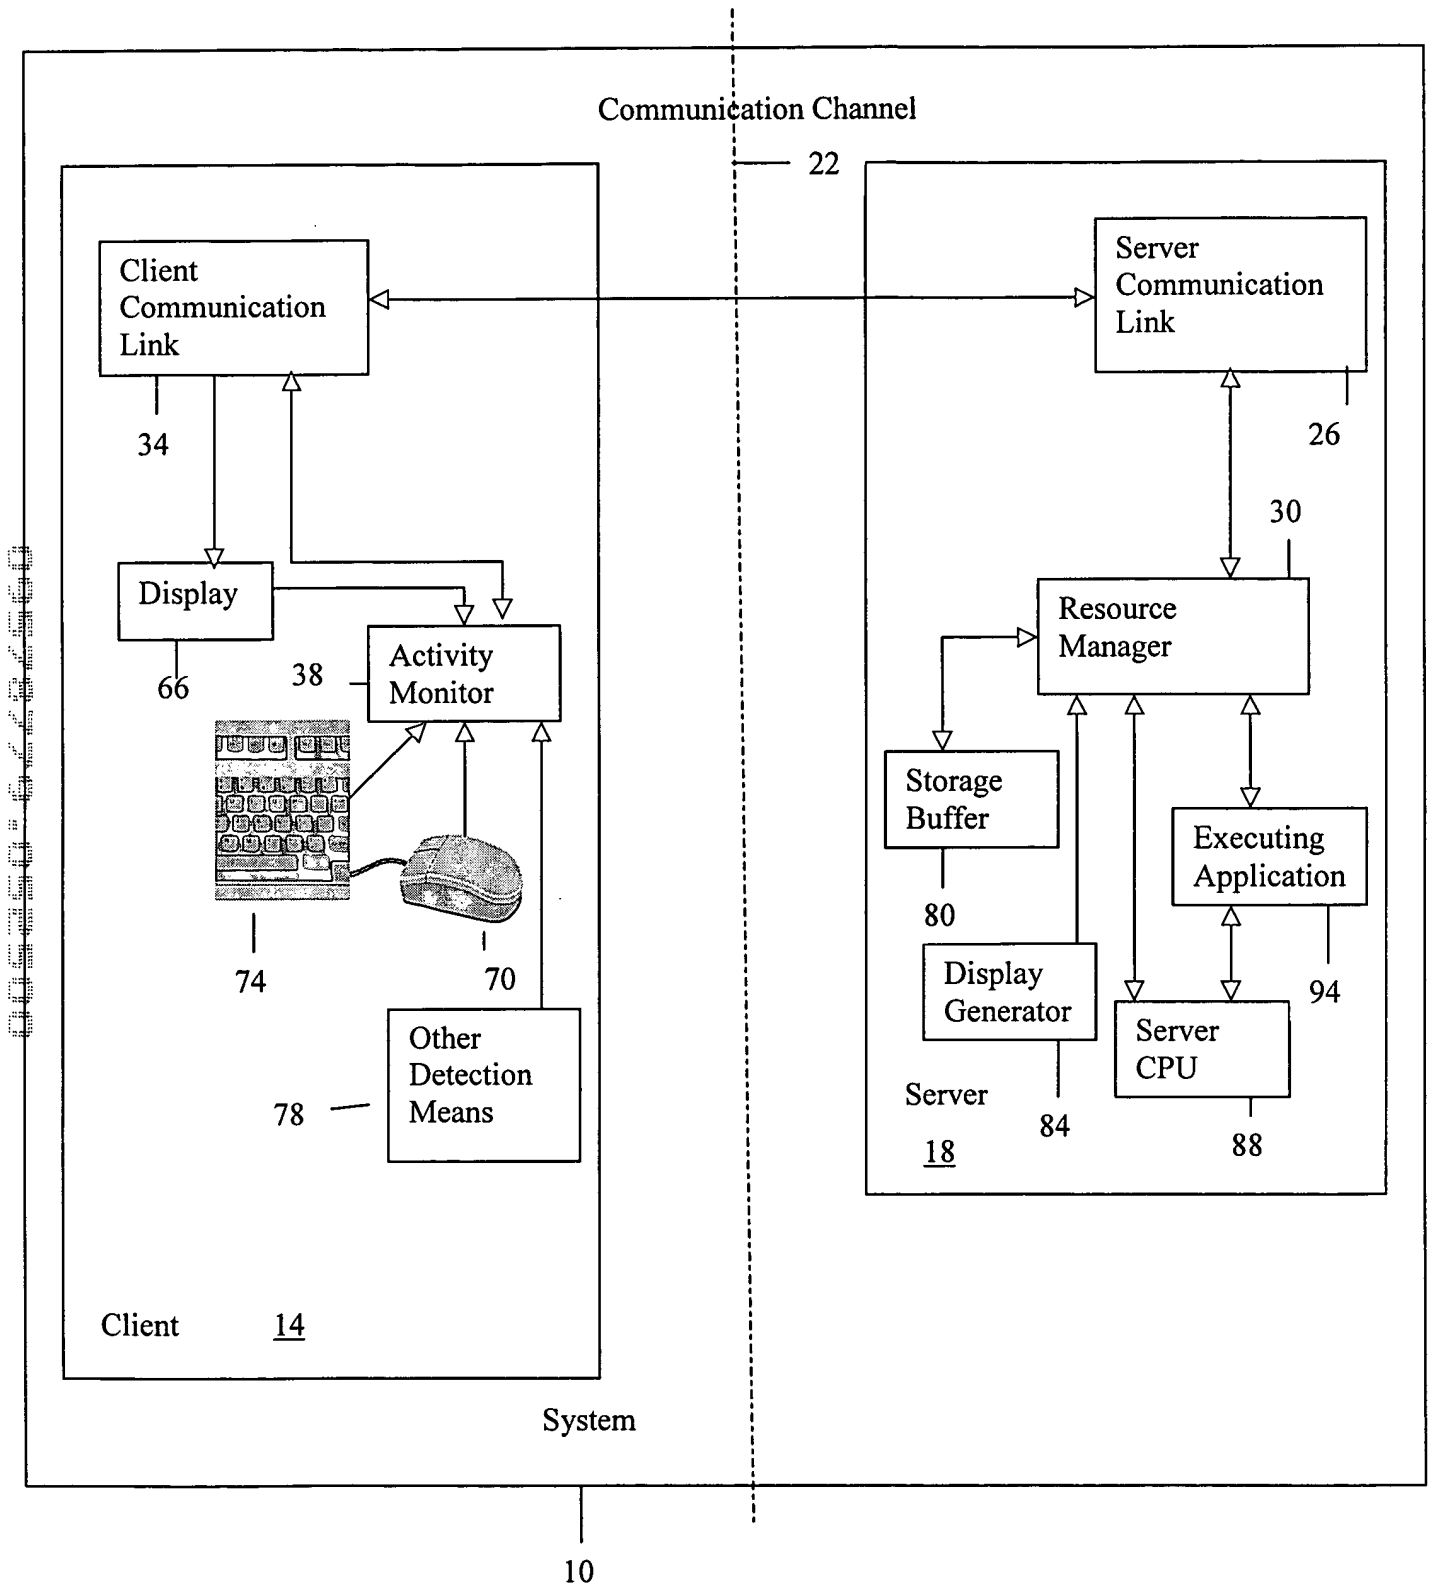 Communication Channel
22
Client
Communication
Link
34
Display
66
38
Activity
Monitor
74
70
Other
Detection
Means
78
Client 14
Server
Communication
Link
26
30
Resource
Manager
Storage
Buffer
80
Executing
Application
94
Display
Generator
84
Server
CPU
88
Server
18
System
10